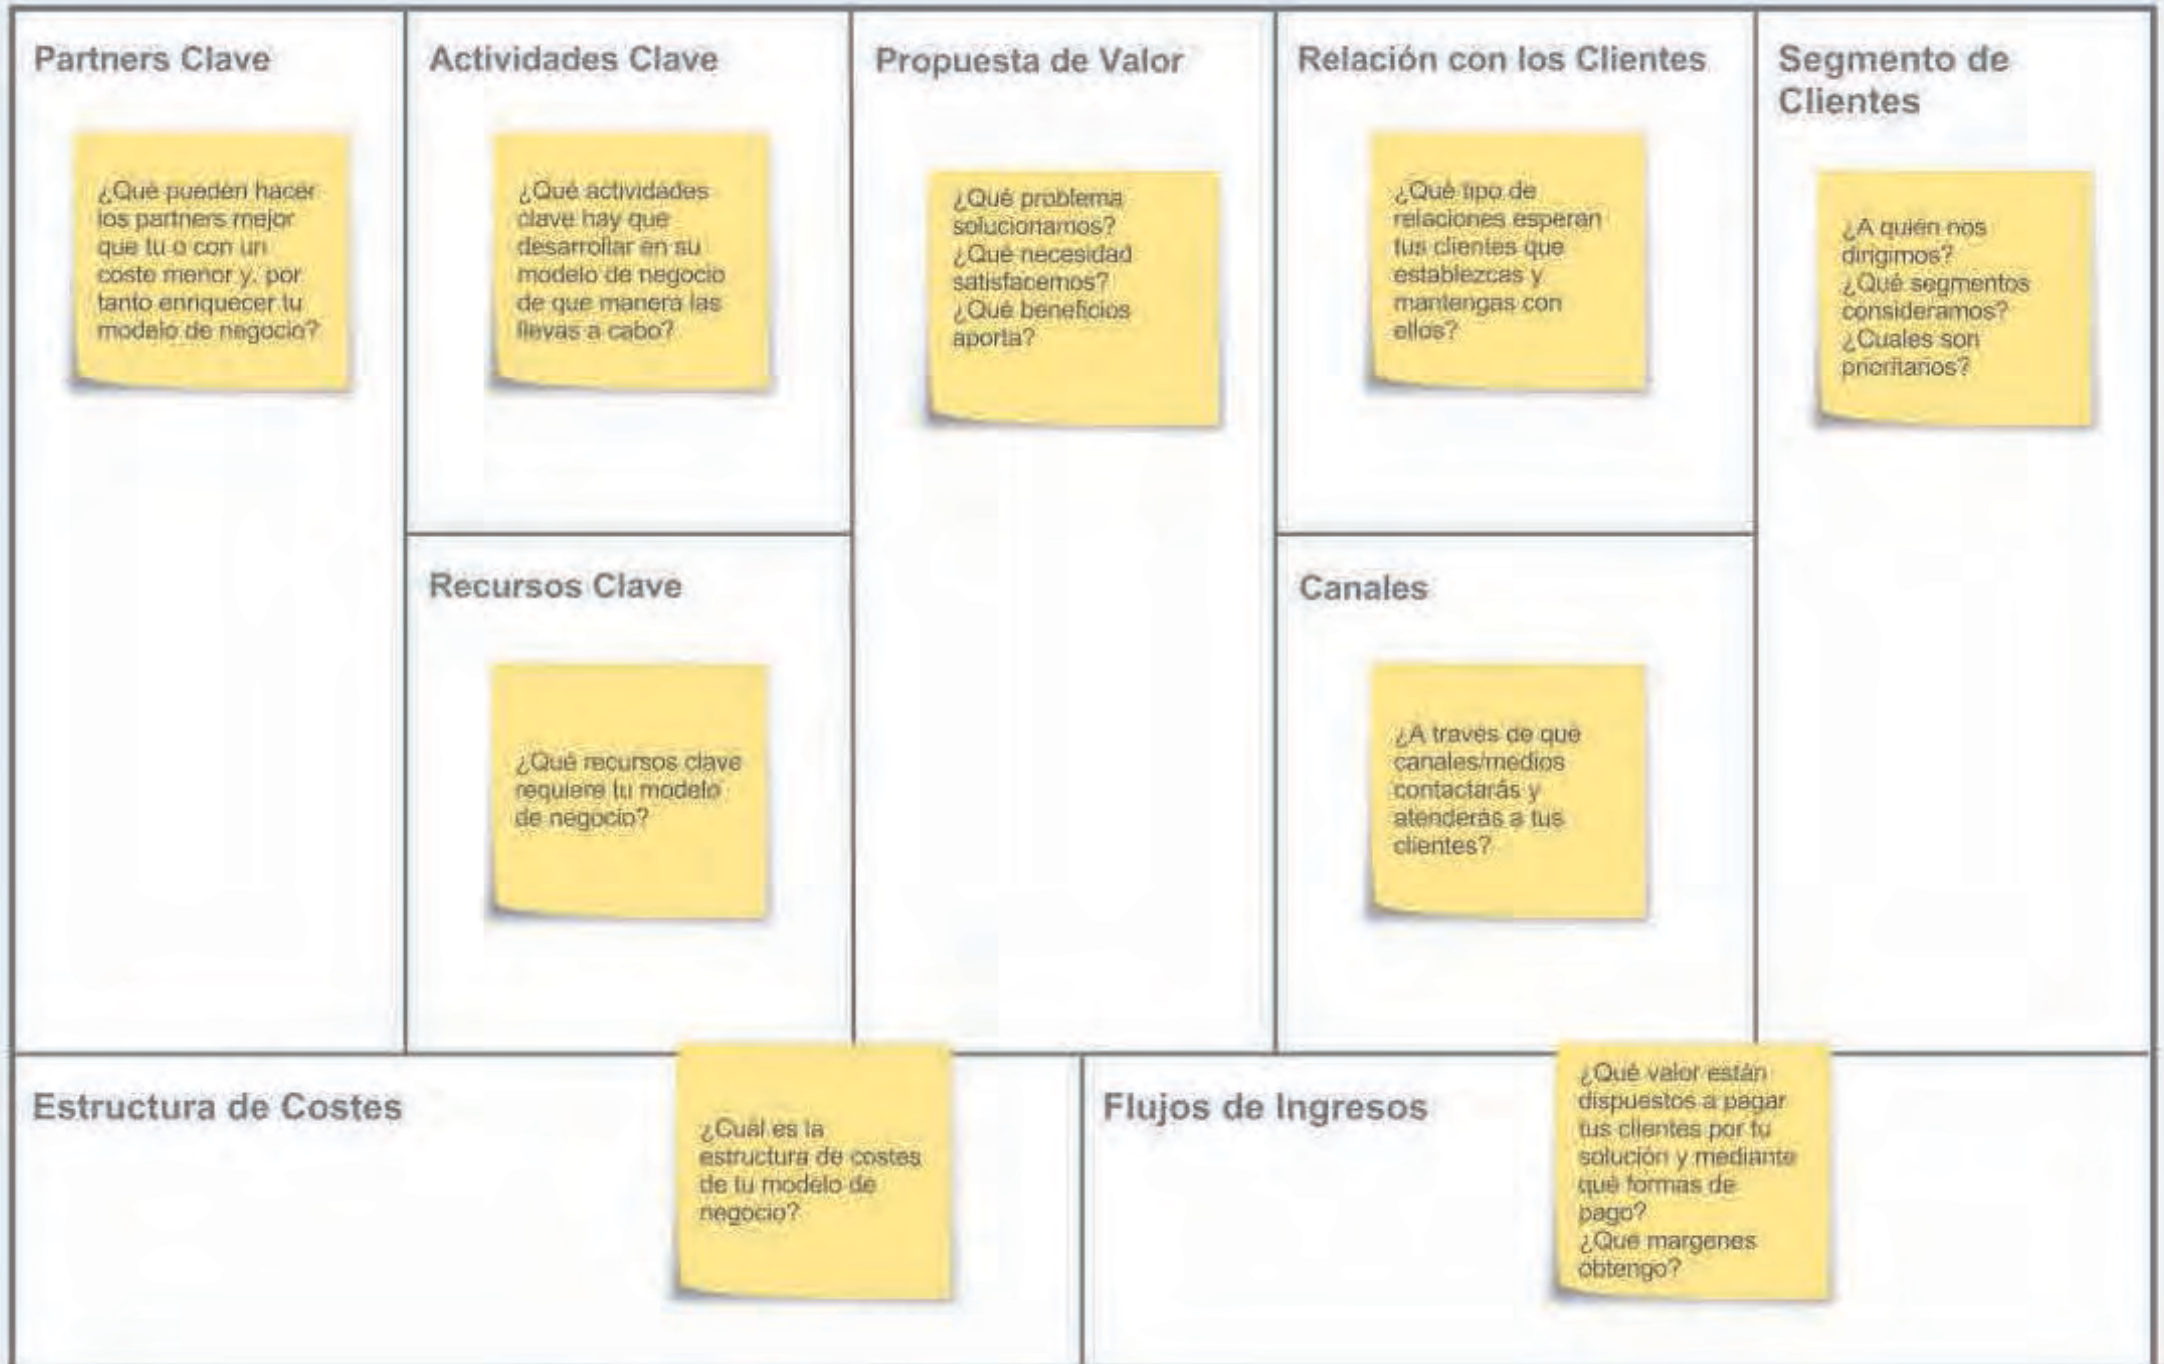 Partners Clave
¿Qué pueden hacer
los partners mejor
que tu o con un
coste menor y, por
tanto enriquecer tu
modelo de negocio?
Actividades Clave
¿Qué actividades
clave hay que
desarrollar en su
modelo de negocio
de que manera las
llevas a cabo?
Recursos Clave
¿Qué recursos clave
requiere tu modelo
de negocio?
Propuesta de Valor
¿Qué problema
solucionamos?
¿Qué necesidad
satisfacemos?
¿Qué beneficios
aporta?
Relación con los Clientes
¿Qué tipo de
relaciones esperan
tus clientes que
establezcas y
mantengas con
ellos?
Canales
¿A través de qué
canales/medios
contactarás y
atenderás a tus
clientes?
Segmento de
Clientes
¿A quién nos
dirigimos?
¿Qué segmentos
consideramos?
¿Cuales son
prioritarios?
Estructura de Costes
¿Cuál es la
estructura de costes
de tu modelo de
negocio?
Flujos de Ingresos
¿Qué valor están
dispuestos a pagar
tus clientes por tu
solución y mediante
qué formas de
pago?
¿Que margenes
obtengo?